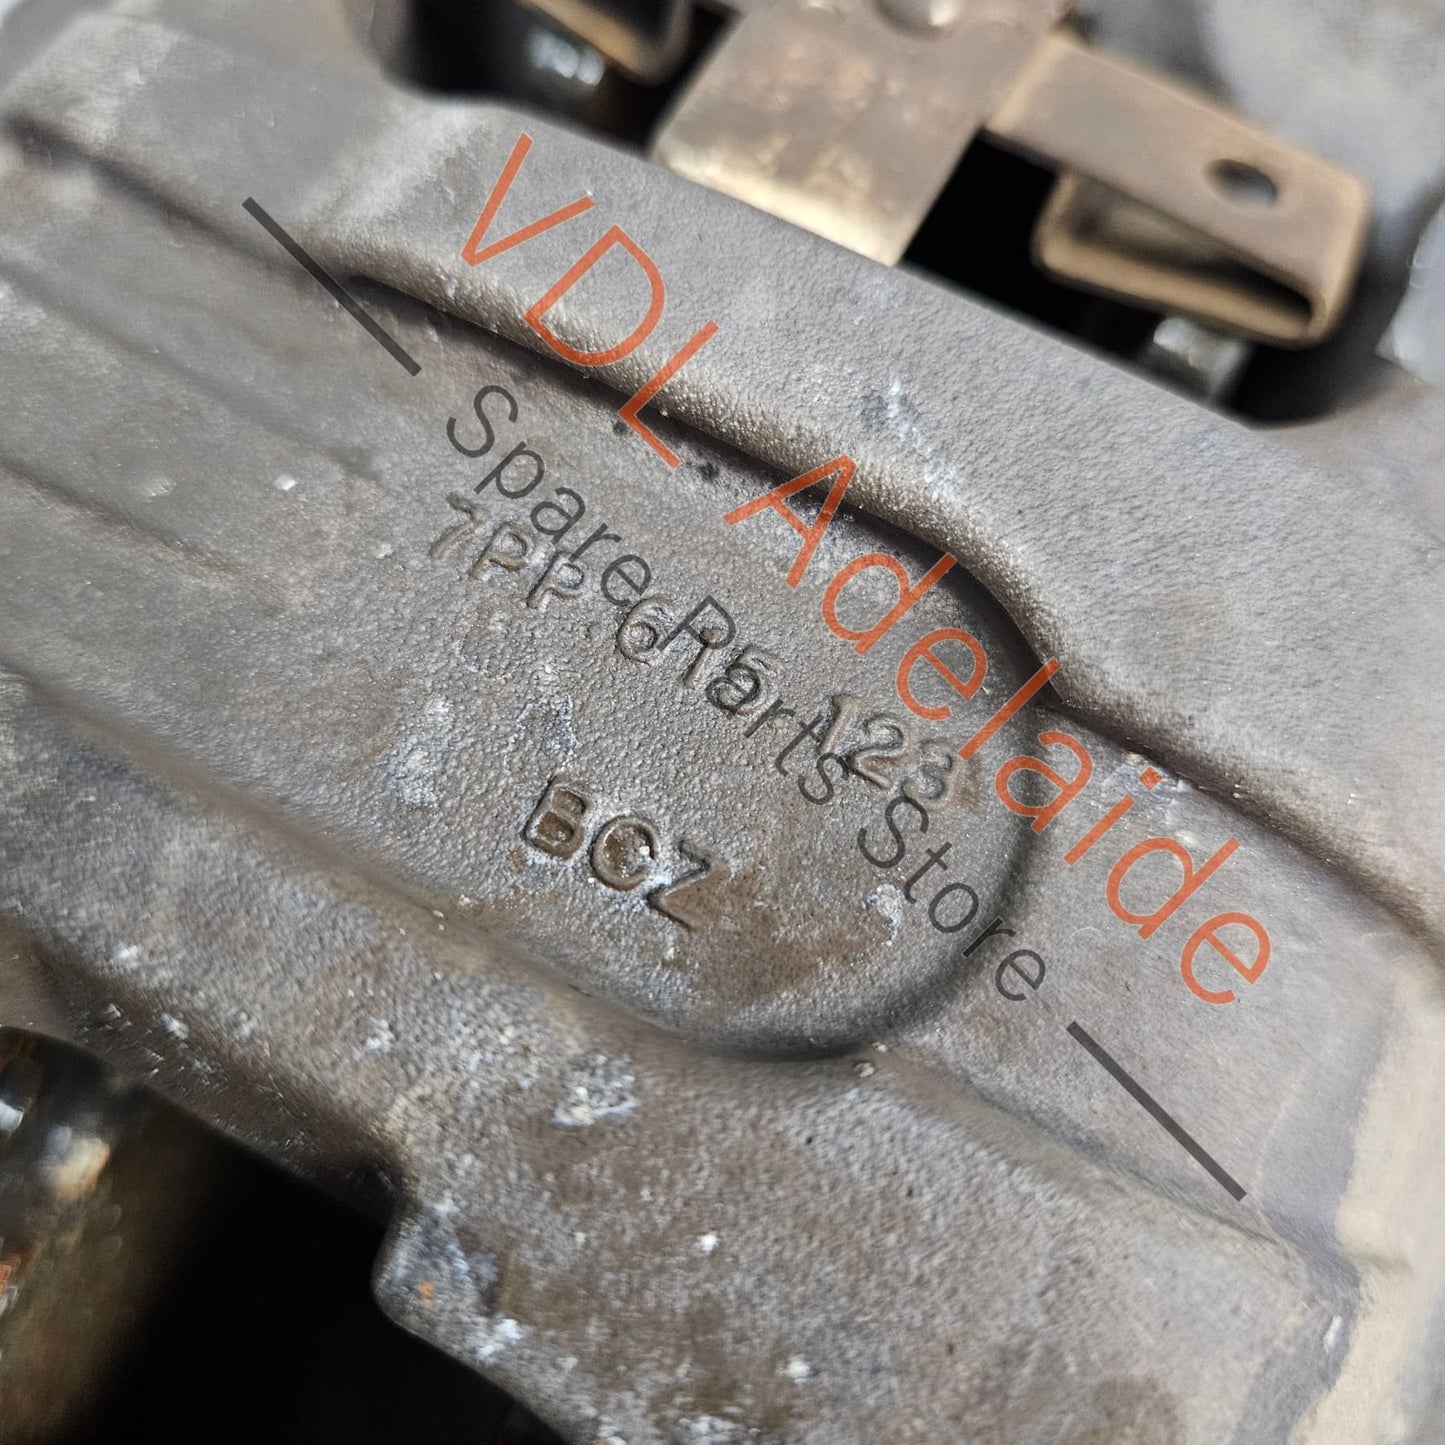 VDL Adelaide
Spare Parts Store
7PP 615 123
BCZ